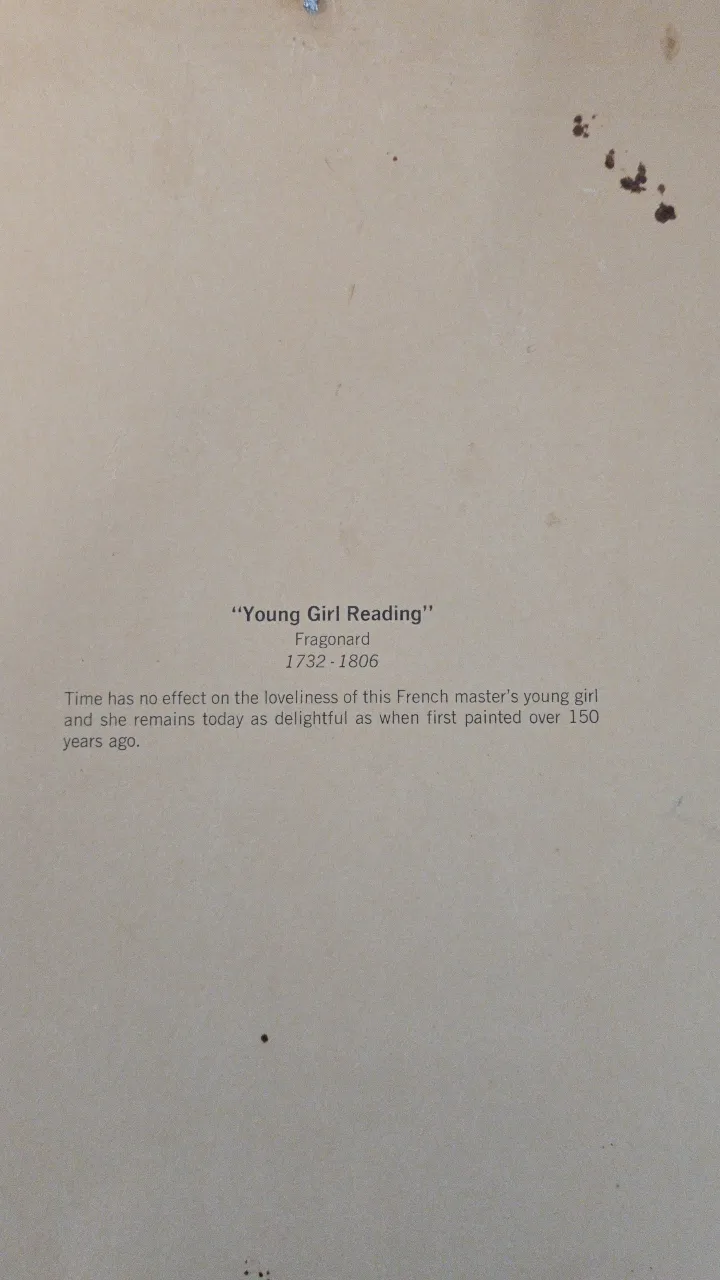 “Young Girl Reading”
Fragonard
1732 - 1806
Time has no effect on the loveliness of this French master's young girl
and she remains today as delightful as when first painted over 150
years ago.